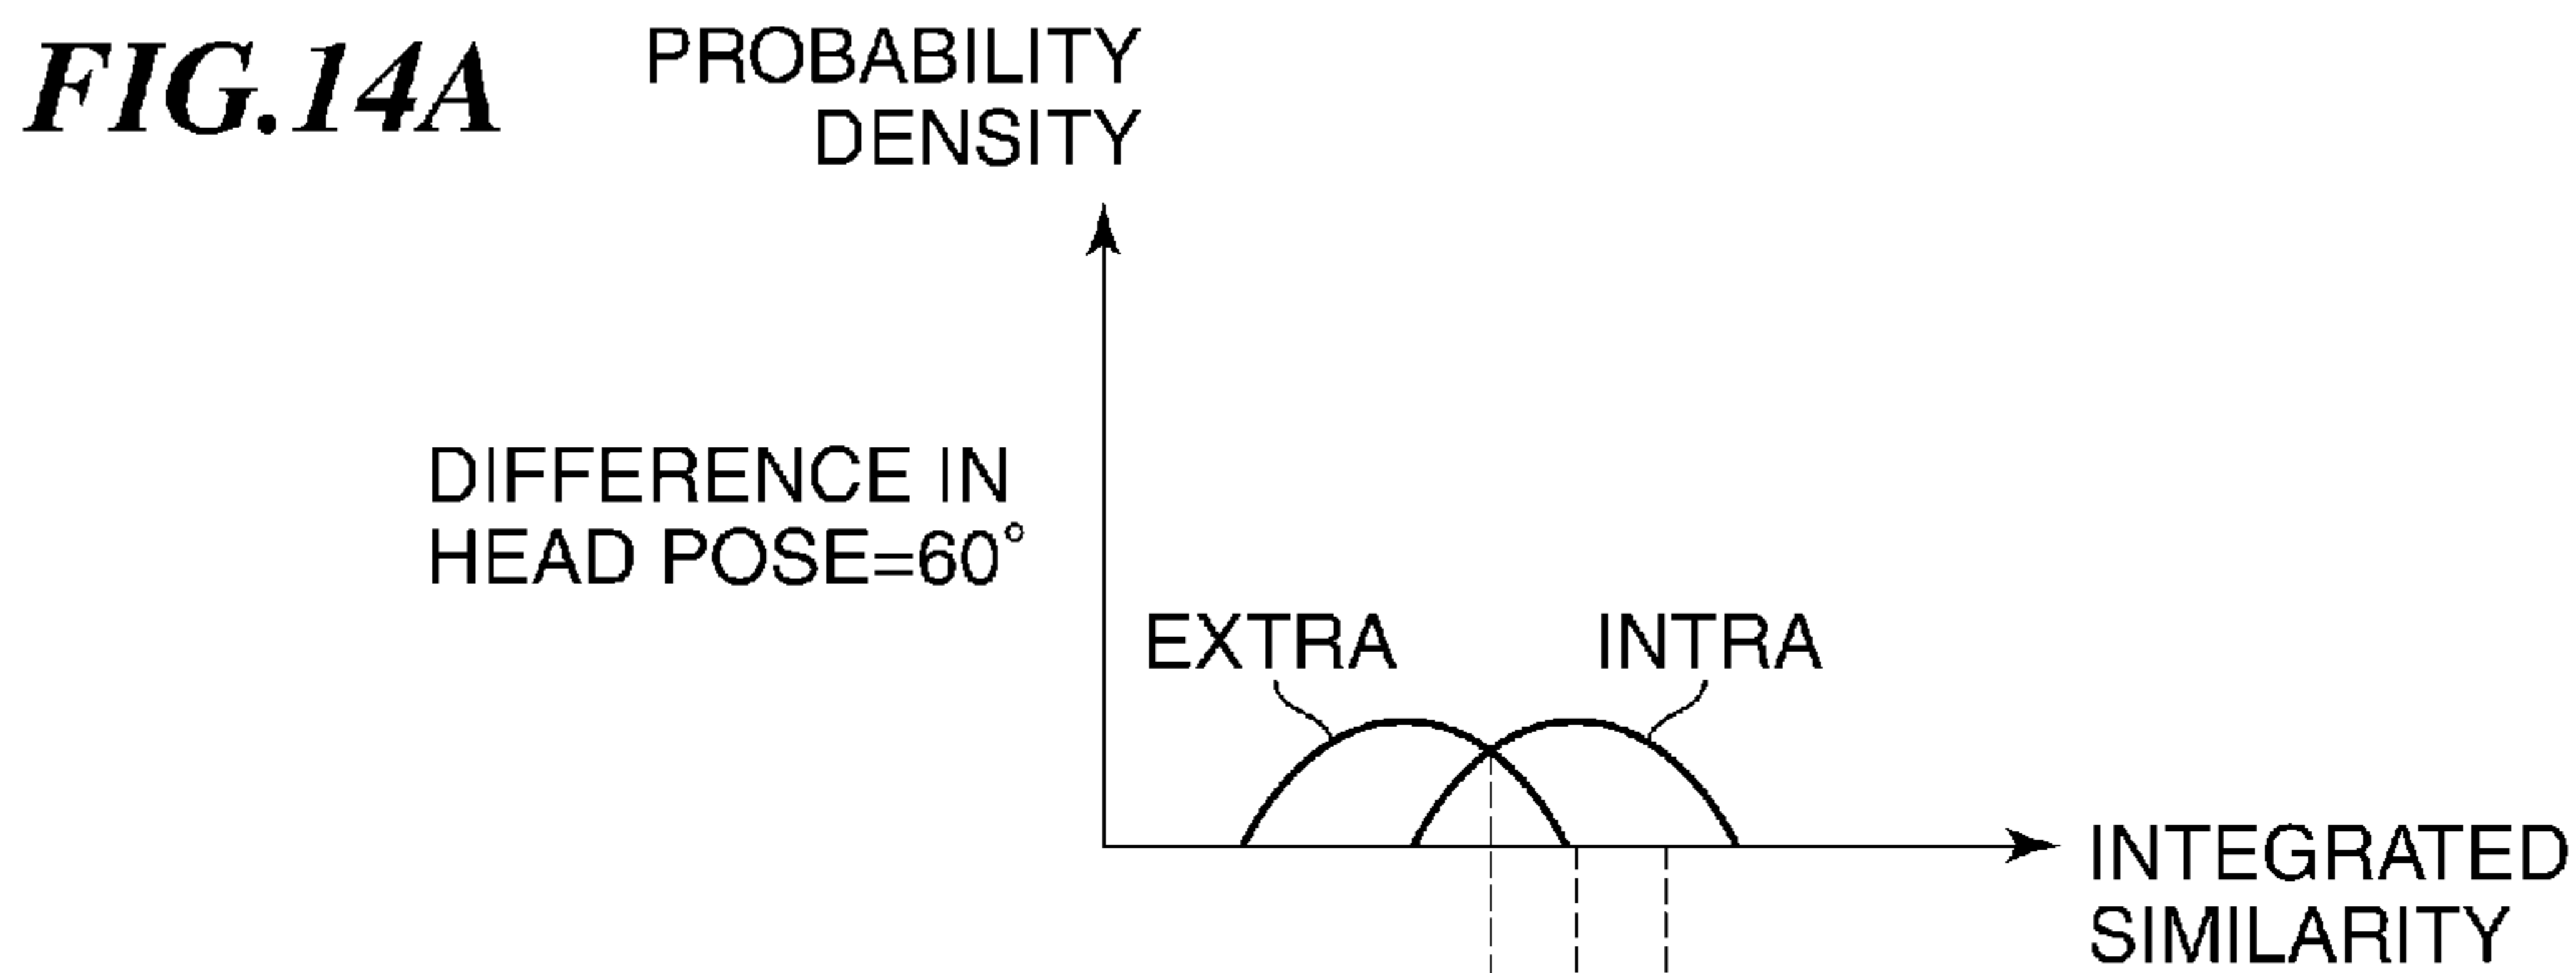 FIG.14A
PROBABILITY
DENSITY
DIFFERENCE IN
HEAD POSE=60°
EXTRA
INTRA
INTEGRATED
SIMILARITY